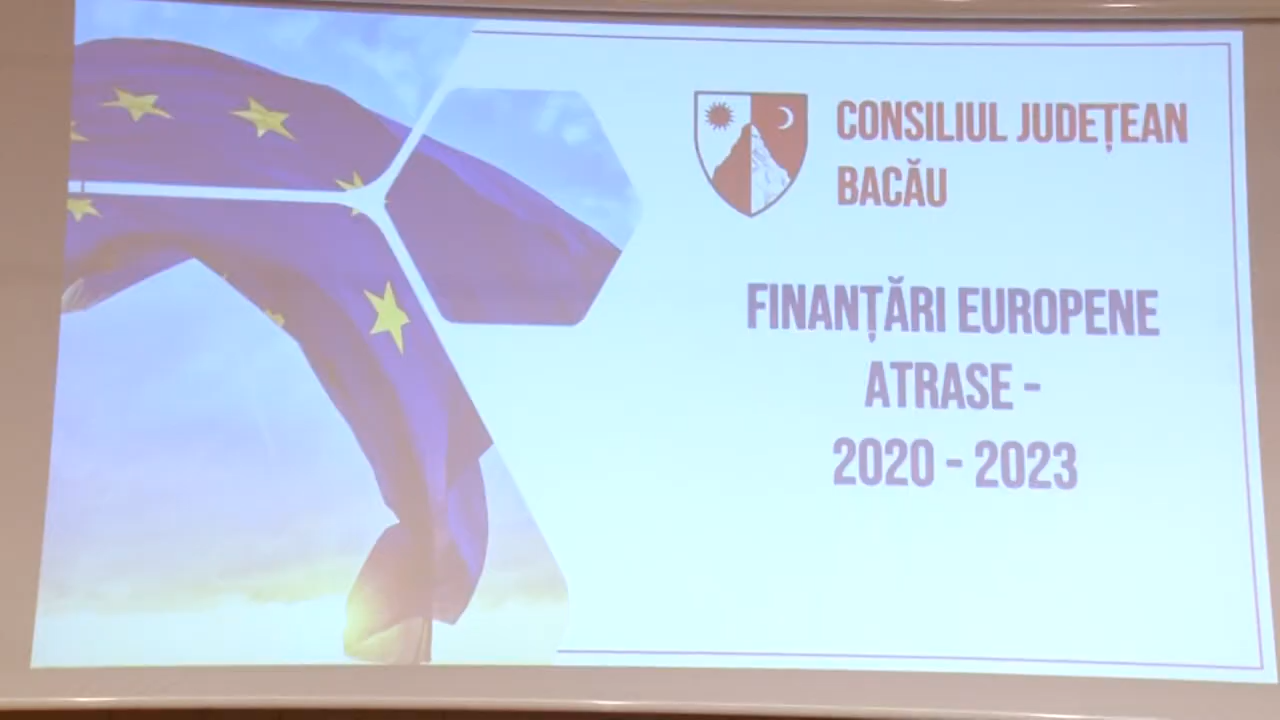 CONSILIUL JUDEȚEAN
BACĂU
FINANȚĂRI EUROPENE
ATRASE -
2020 - 2023